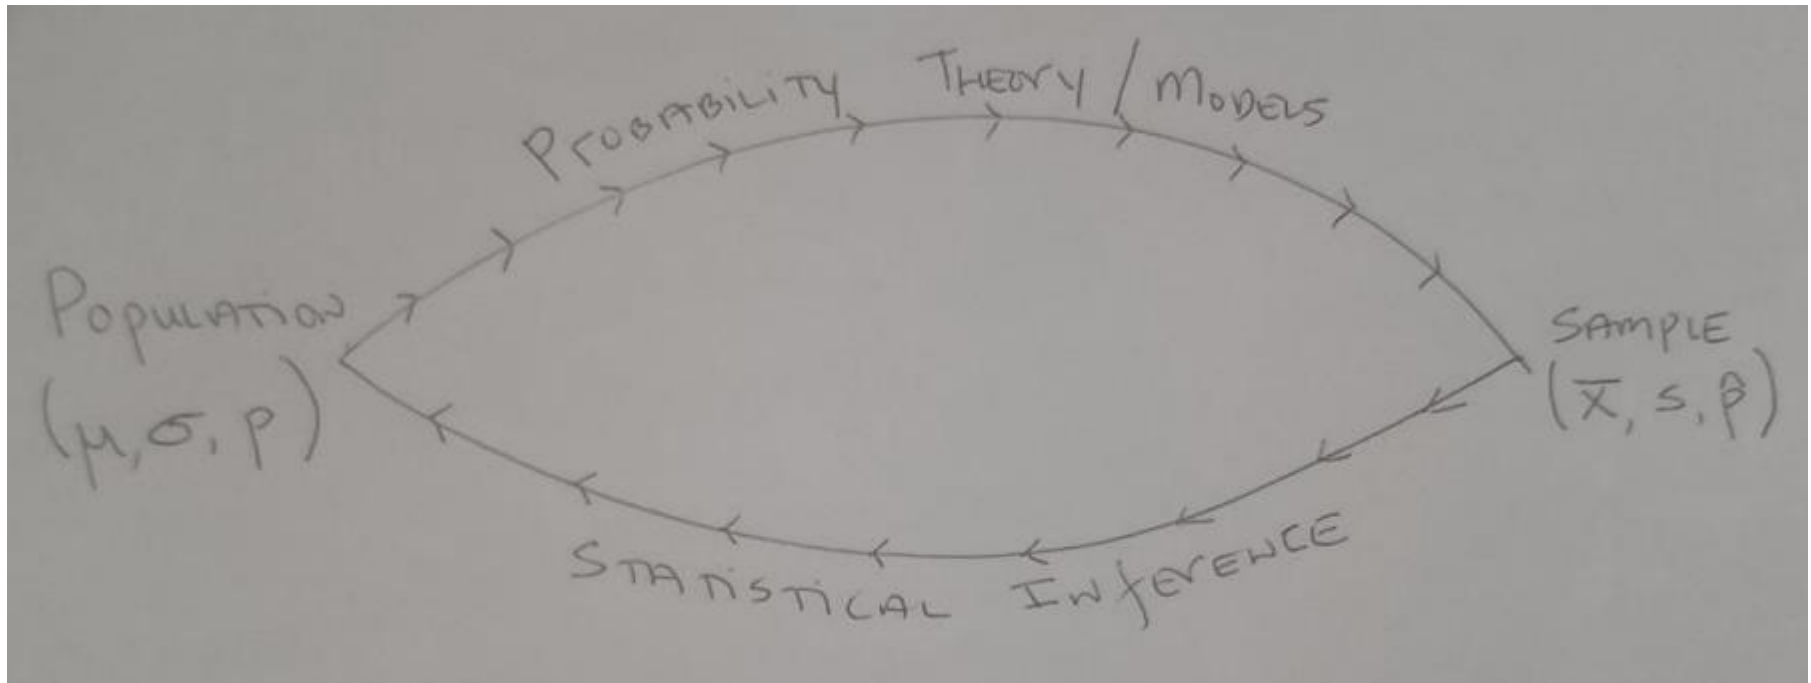 PROBABILITY THEORY / MODELS
POPULATION
(μ, σ, p)
SAMPLE
(x̄, s, p̂)
STATISTICAL INFERENCE